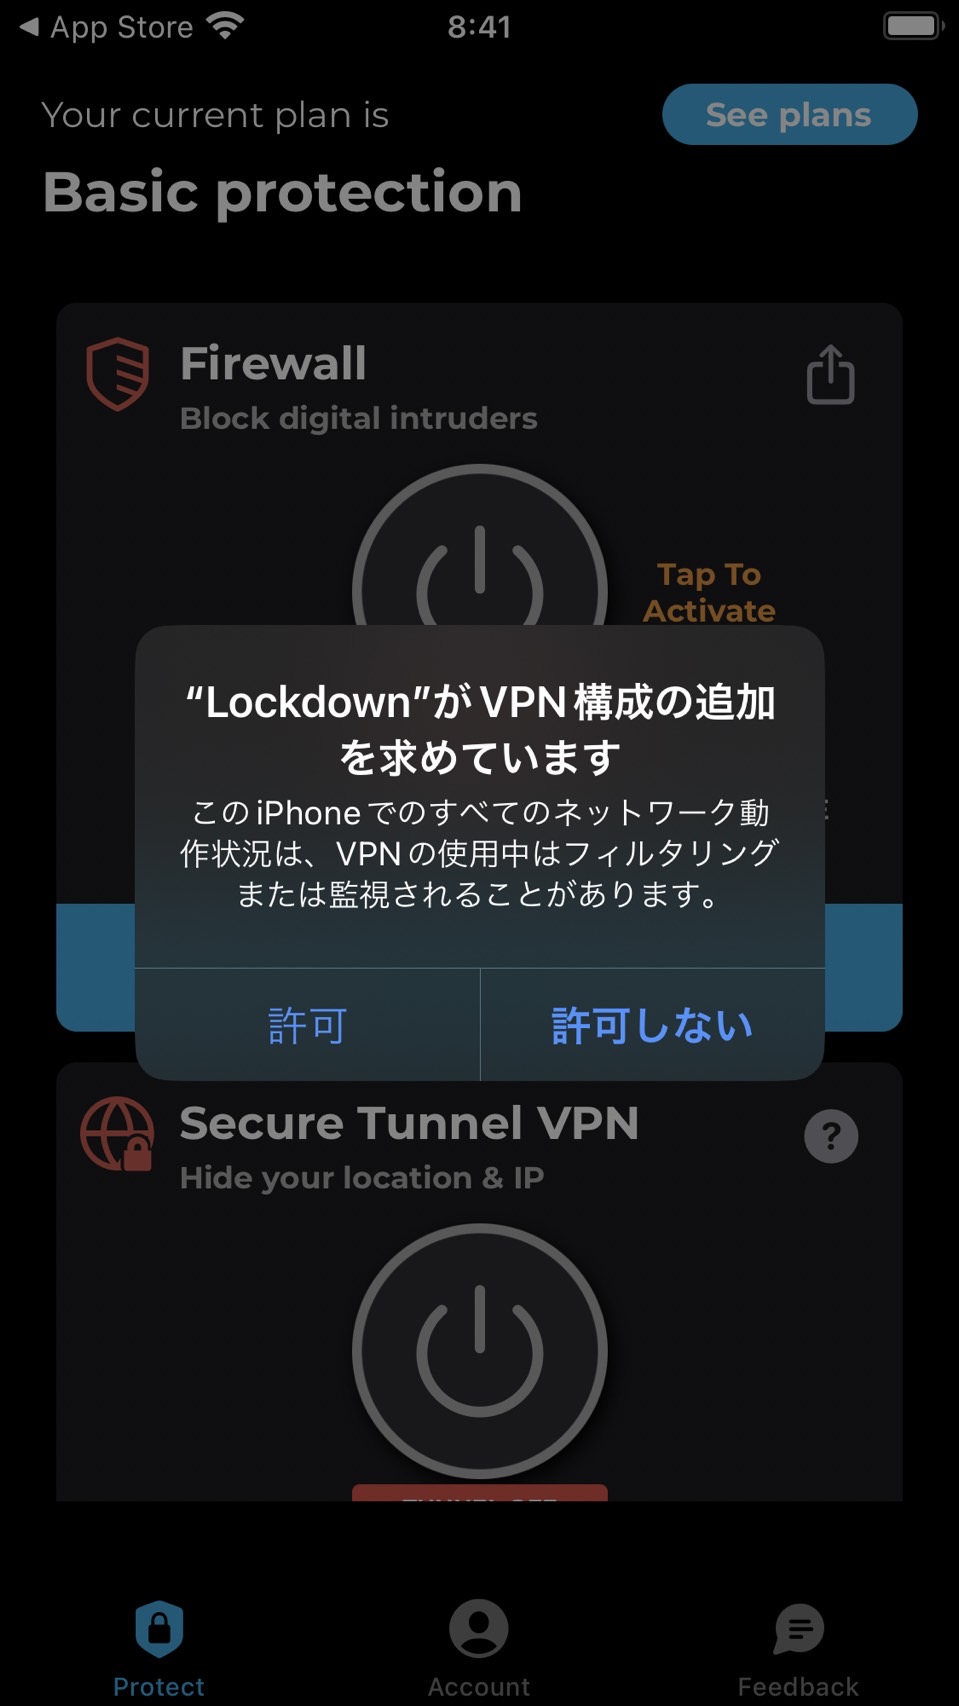 App Store
8:41
Your current plan is
See plans
Basic protection
Firewall
Block digital intruders
Tap To
Activate
“Lockdown”がVPN構成の追加
を求めています
このiPhoneでのすべてのネットワーク動
作状況は、VPNの使用中はフィルタリング
または監視されることがあります。
許可
許可しない
Secure Tunnel VPN
?
Hide your location & IP
Protect
Account
Feedback